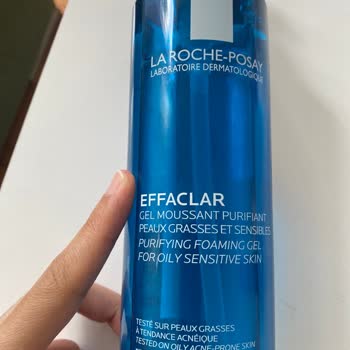 LA ROCHE-POSAY
LABORATOIRE DERMATOLOGIQUE
EFFACLAR
GEL MOUSSANT PURIFIANT
PEAUX GRASSES ET SENSIBLES
PURIFYING FOAMING GEL
FOR OILY SENSITIVE SKIN
TESTÉ SUR PEAUX GRASSES
À TENDANCE ACNÉIQUE
TESTED ON OILY ACNE-PRONE SKIN